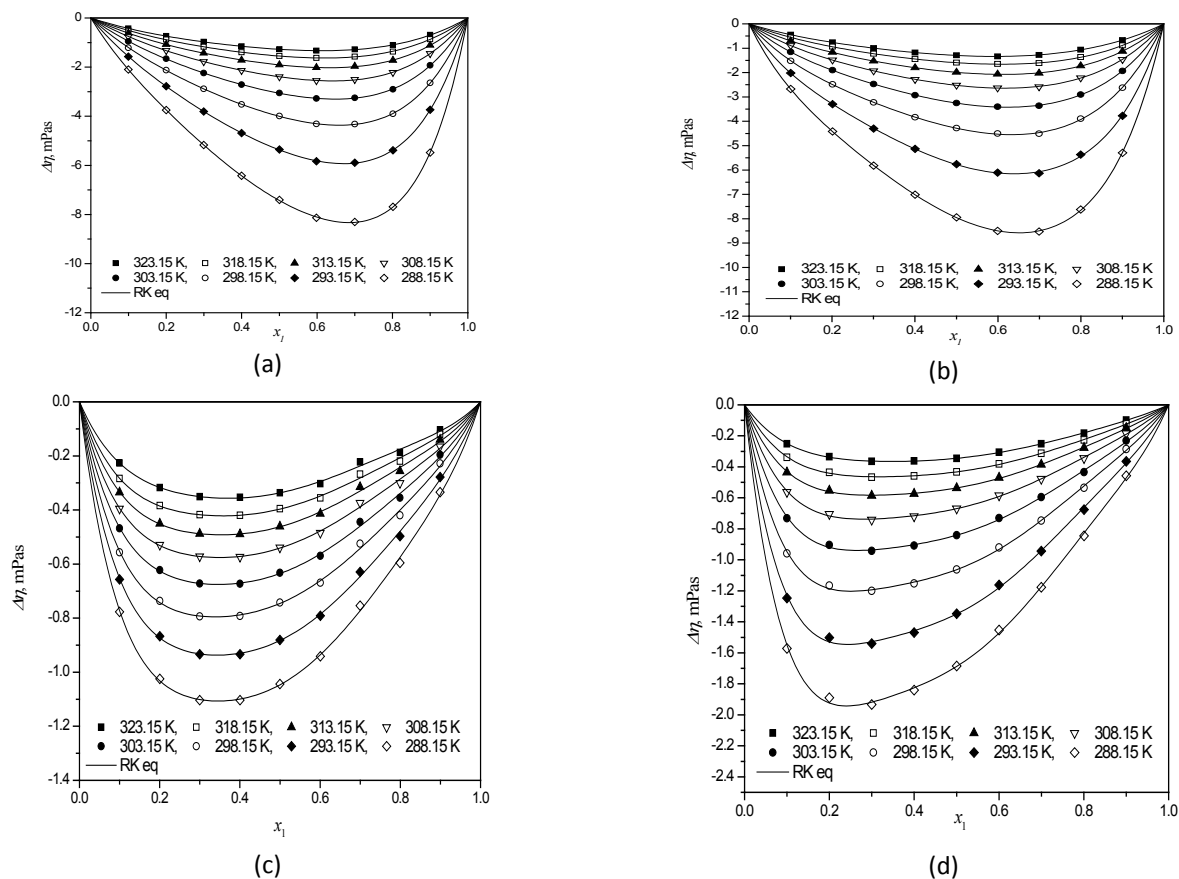 0
-2
-4
-6
-8
-10
-12
Δη, mPas
323.15 K, 318.15 K, 313.15 K, 308.15 K
303.15 K, 298.15 K, 293.15 K, 288.15 K
RK eq
0.0 0.2 0.4 0.6 0.8 1.0
x1
(a)
0
-1
-2
-3
-4
-5
-6
-7
-8
-9
-10
-11
-12
Δη, mPas
323.15 K, 318.15 K, 313.15 K, 308.15 K
303.15 K, 298.15 K, 293.15 K, 288.15 K
RK eq
0.0 0.2 0.4 0.6 0.8 1.0
x1
(b)
0.0
-0.2
-0.4
-0.6
-0.8
-1.0
-1.2
-1.4
Δη, mPas
323.15 K, 318.15 K, 313.15 K, 308.15 K
303.15 K, 298.15 K, 293.15 K, 288.15 K
RK eq
0.0 0.2 0.4 0.6 0.8 1.0
x1
(c)
0.0
-0.2
-0.4
-0.6
-0.8
-1.0
-1.2
-1.4
-1.6
-1.8
-2.0
-2.2
-2.4
Δη, mPas
323.15 K, 318.15 K, 313.15 K, 308.15 K
303.15 K, 298.15 K, 293.15 K, 288.15 K
RK eq
0.0 0.2 0.4 0.6 0.8 1.0
x1
(d)